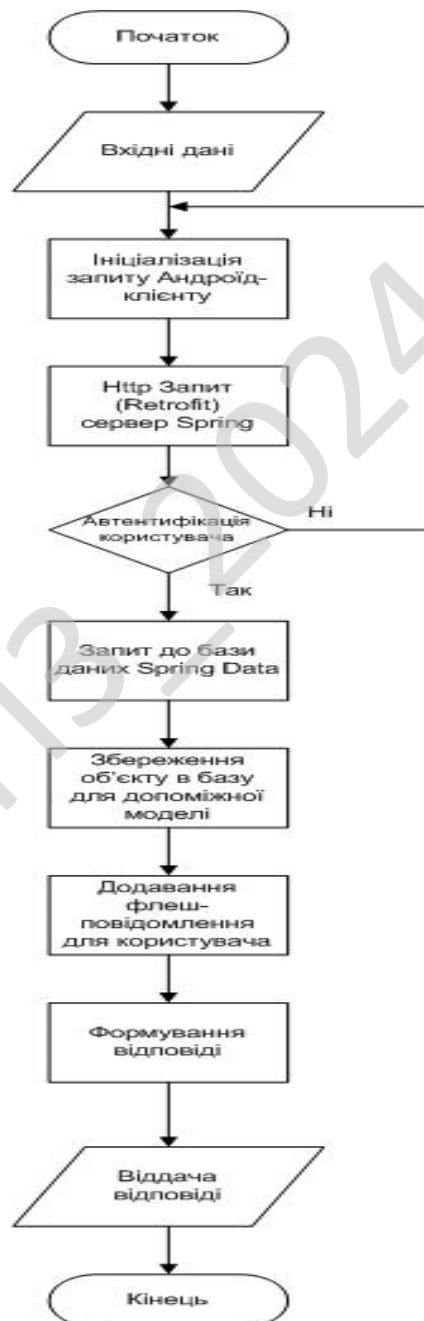 Початок
Вхідні дані
Ініціалізація
запиту Андроїд-
клієнту
Http Запит
(Retrofit)
сервер Spring
Автентифікація
користувача
Ні
Так
Запит до бази
даних Spring Data
Збереження
об'єкту в базу
для допоміжної
моделі
Додавання
флеш-
повідомлення
для користувача
Формування
відповіді
Віддача
відповіді
Кінець
ПЗ_2024